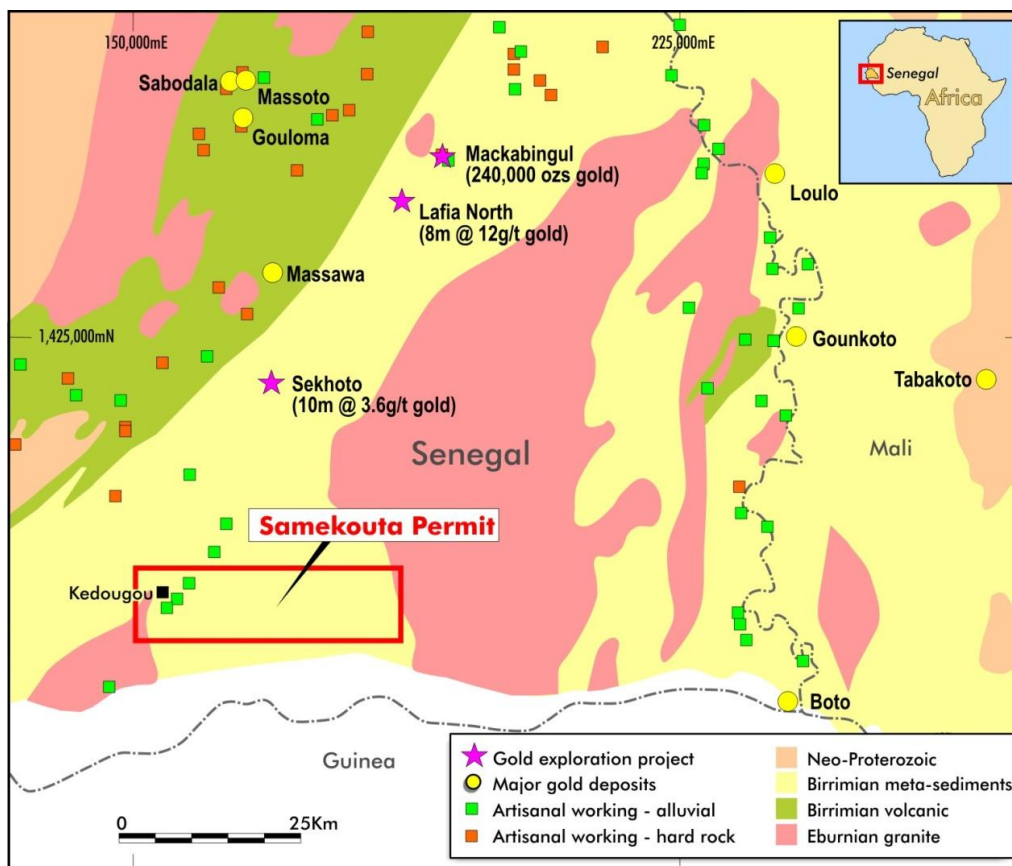 150,000mE
225,000mE
Senegal
Africa
Sabodala
Massoto
Gouloma
Mackabingul
(240,000 ozs gold)
Loulo
Lafia North
(8m @ 12g/t gold)
Massawa
1,425,000mN
Gounkoto
Sekhoto
(10m @ 3.6g/t gold)
Tabakoto
Senegal
Mali
Samekouta Permit
Kedougou
Boto
Guinea
Gold exploration project
Major gold deposits
Artisanal working - alluvial
Artisanal working - hard rock
Neo-Proterozoic
Birrimian meta-sediments
Birrimian volcanic
Eburnian granite
0
25Km